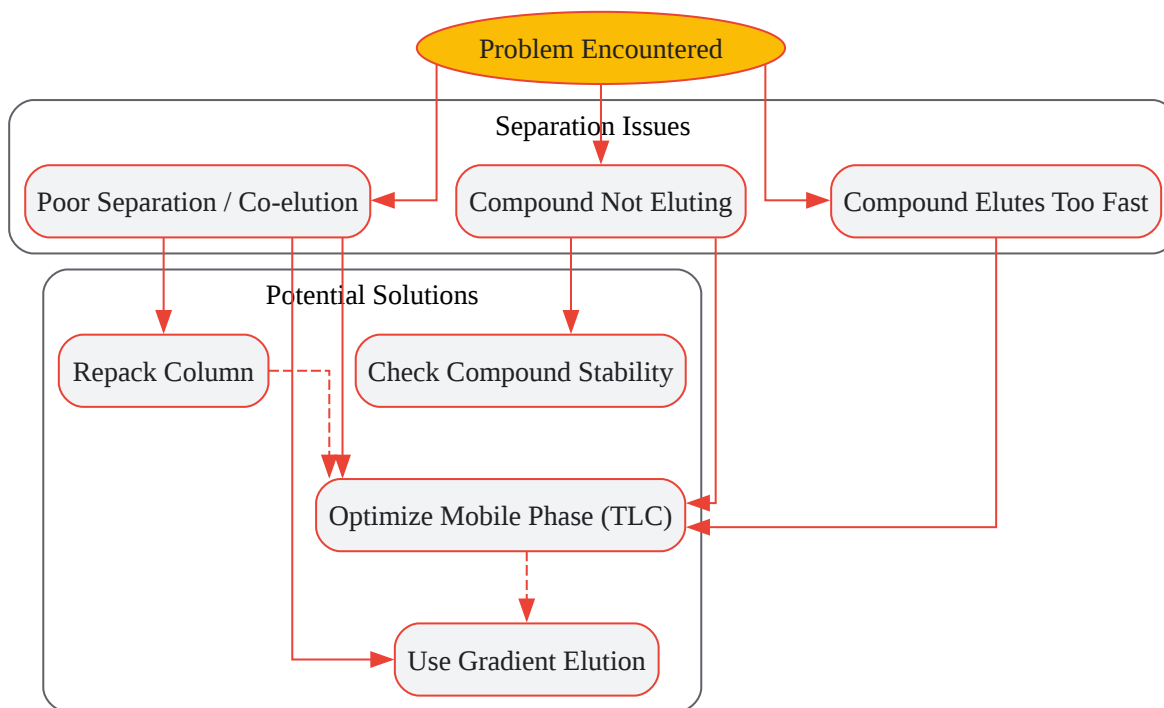 Problem Encountered
Separation Issues
Poor Separation / Co-elution
Compound Not Eluting
Compound Elutes Too Fast
Potential Solutions
Repack Column
Check Compound Stability
Optimize Mobile Phase (TLC)
Use Gradient Elution